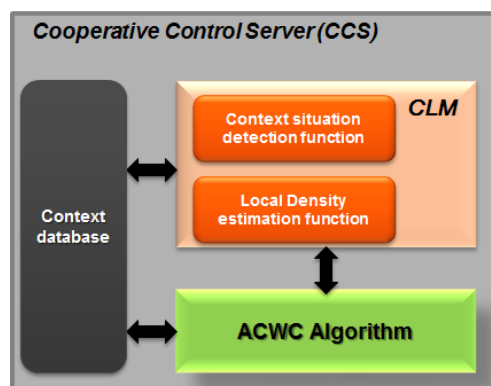 Cooperative Control Server (CCS)
CLM
Context situation
detection function
Local Density
estimation function
Context
database
ACWC Algorithm